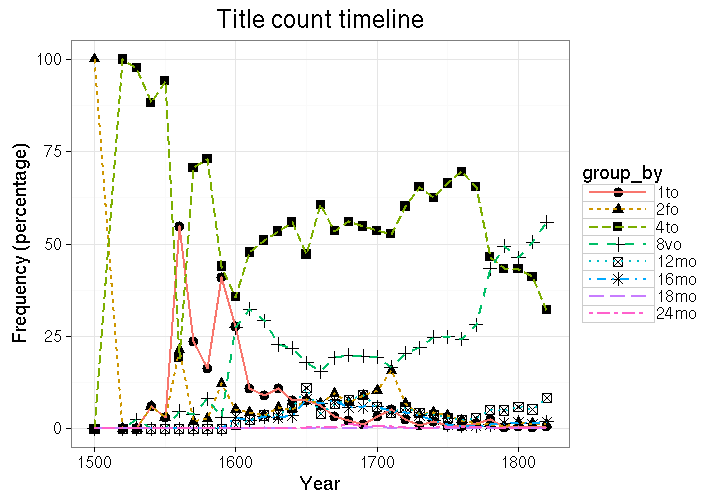 Title count timeline
Frequency (percentage)
100
75
50
25
0
1500
1600
1700
1800
Year
group_by
1to
2fo
4to
8vo
12mo
16mo
18mo
24mo